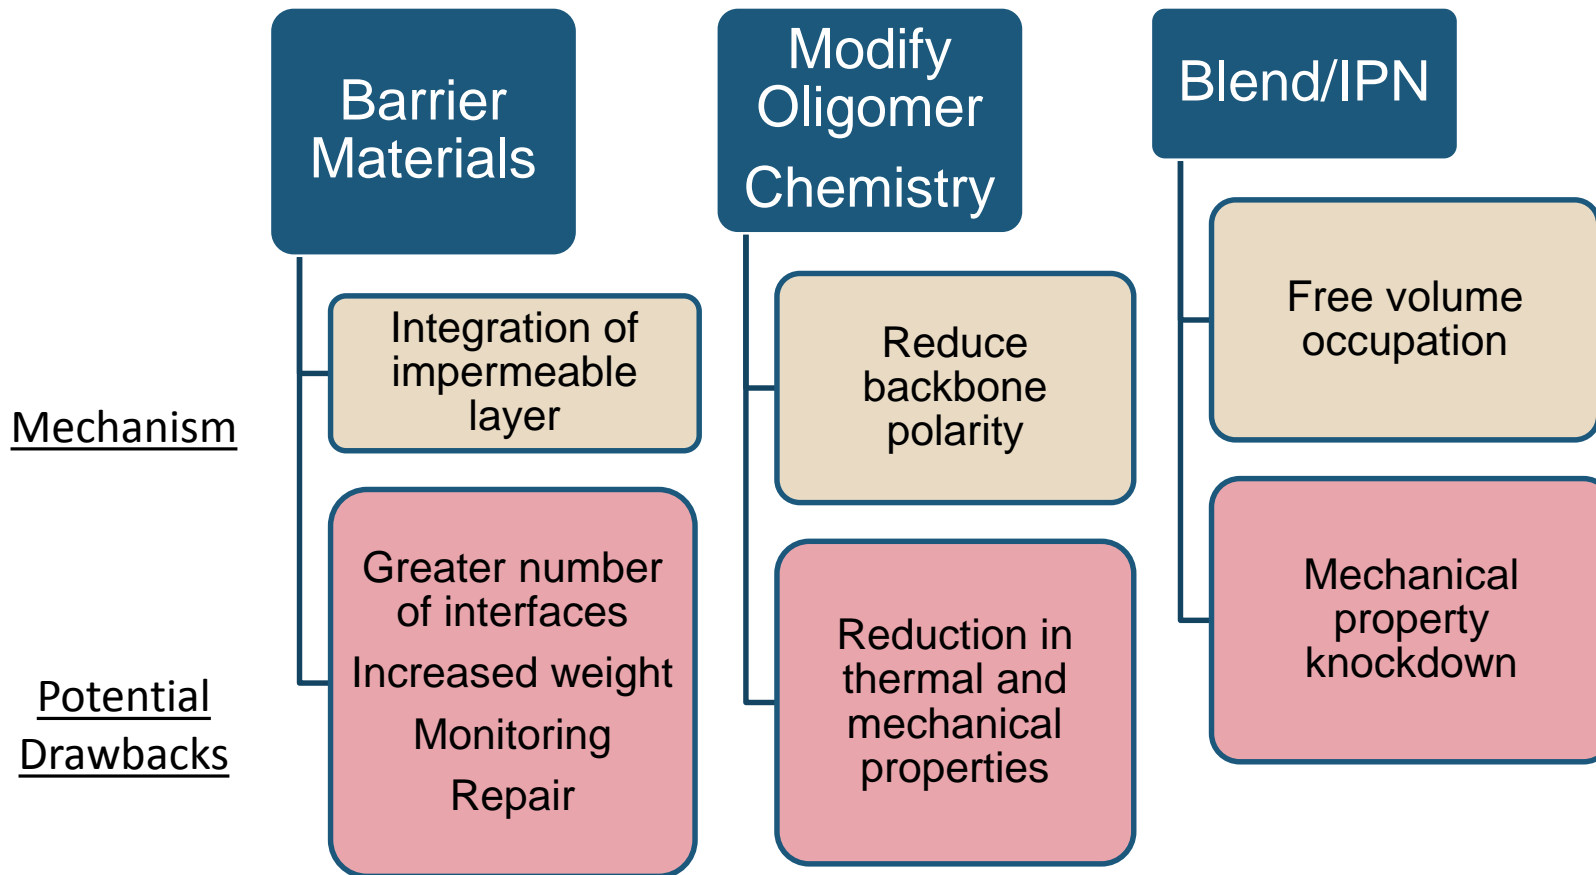 Barrier
Materials
Integration of
impermeable
layer
Greater number
of interfaces
Increased weight
Monitoring
Repair
Modify
Oligomer
Chemistry
Reduce
backbone
polarity
Reduction in
thermal and
mechanical
properties
Blend/IPN
Free volume
occupation
Mechanical
property
knockdown
Mechanism
Potential
Drawbacks